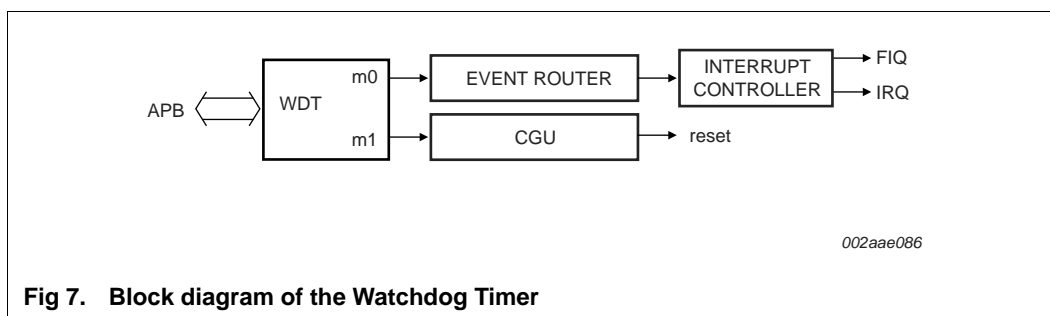 APB
WDT
m0
m1
EVENT ROUTER
CGU
INTERRUPT
CONTROLLER
FIQ
IRQ
reset
002aae086
Fig 7. Block diagram of the Watchdog Timer